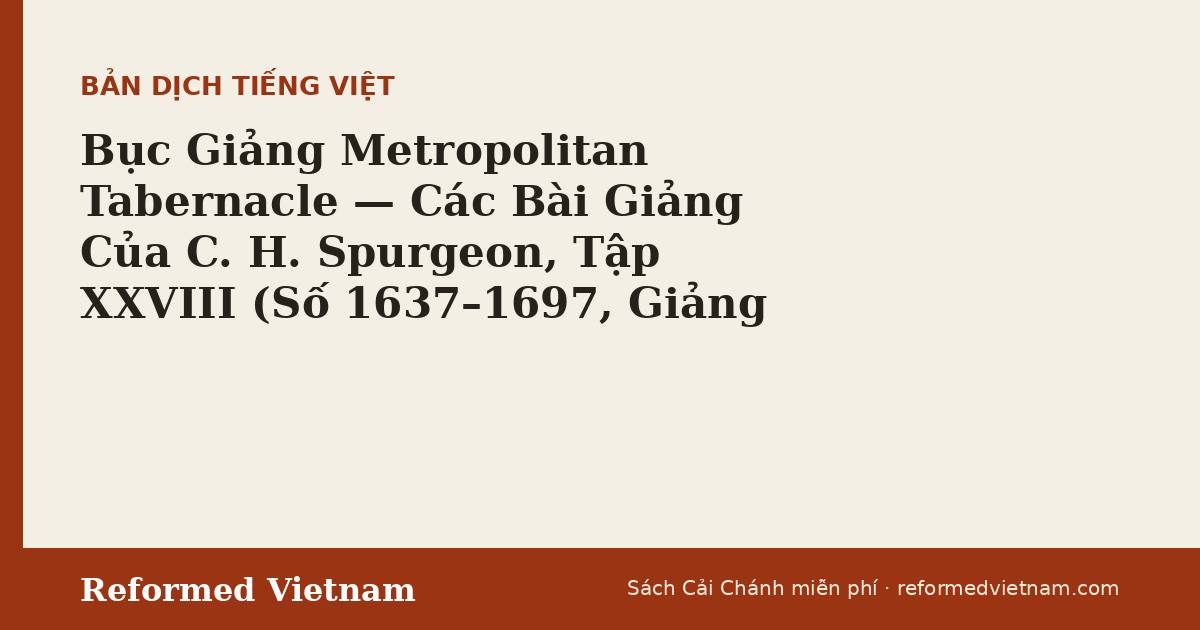 BẢN DỊCH TIẾNG VIỆT
Bục Giảng Metropolitan
Tabernacle — Các Bài Giảng
Của C. H. Spurgeon, Tập
XXVIII (Số 1637–1697, Giảng
Reformed Vietnam
Sách Cải Chánh miễn phí · reformedvietnam.com